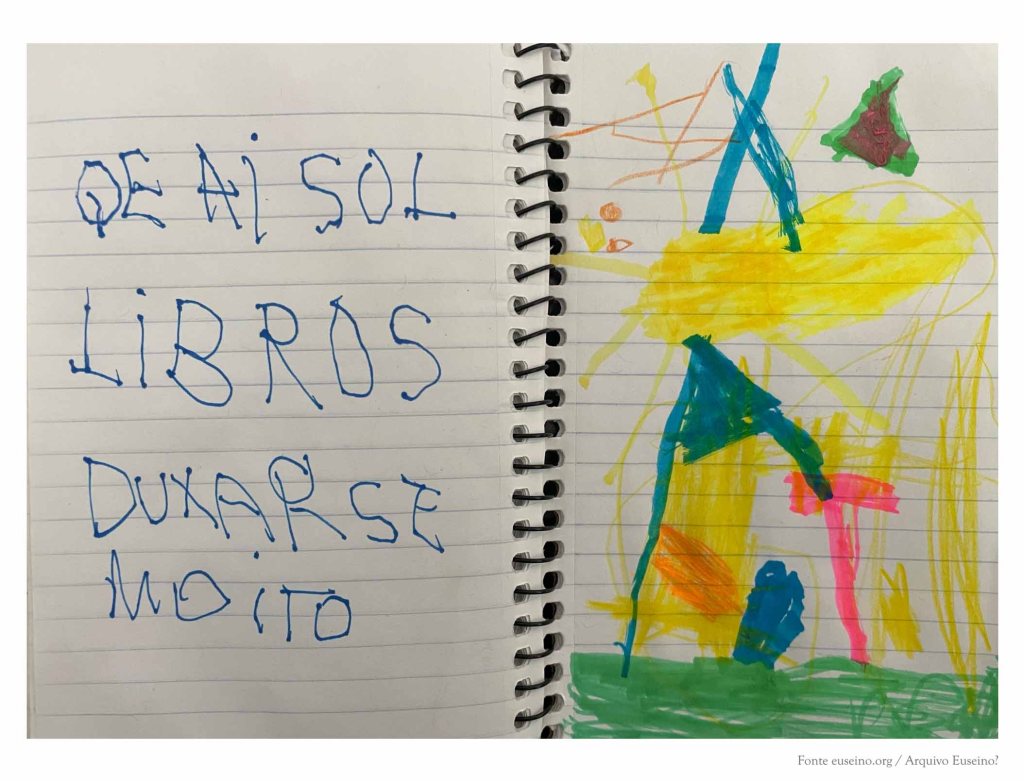 QE AI SOL
LIBROS
DUXARSE
MOITO
Fonte euseino.org / Arquivo Euseino?